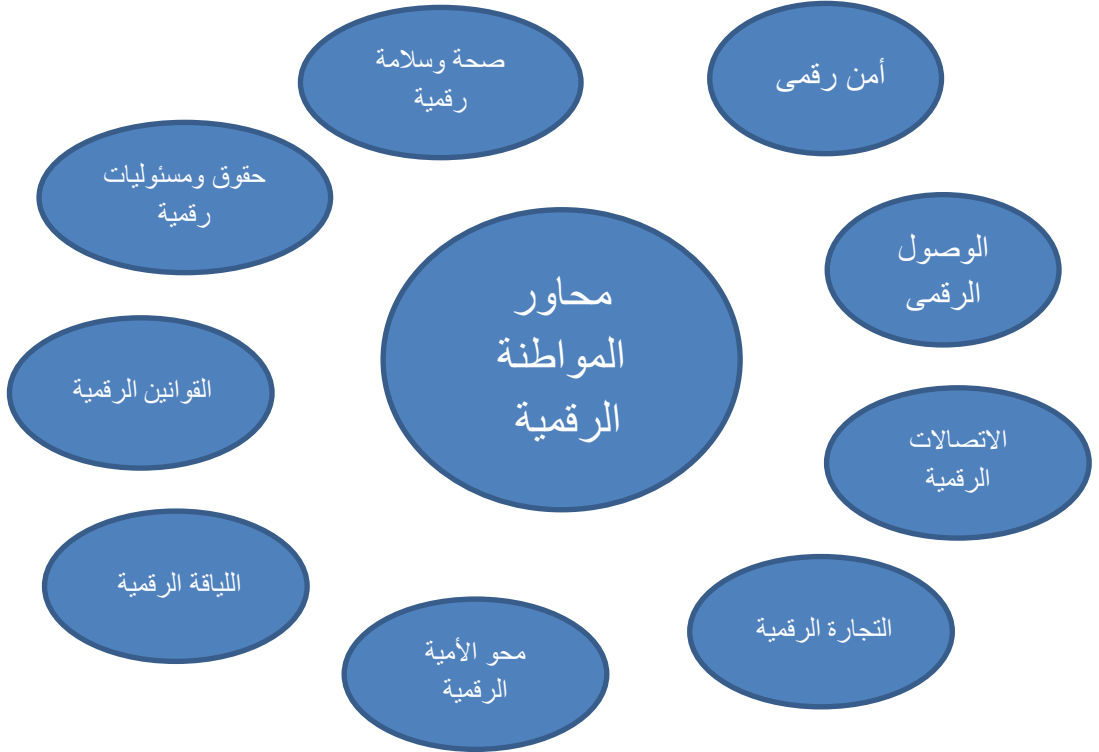 صحة وسلامة
رقمية
أمن رقمى
حقوق ومسئوليات
رقمية
الوصول
الرقمى
محاور
المواطنة
الرقمية
القوانين الرقمية
الاتصالات
الرقمية
اللياقة الرقمية
التجارة الرقمية
محو الأمية
الرقمية